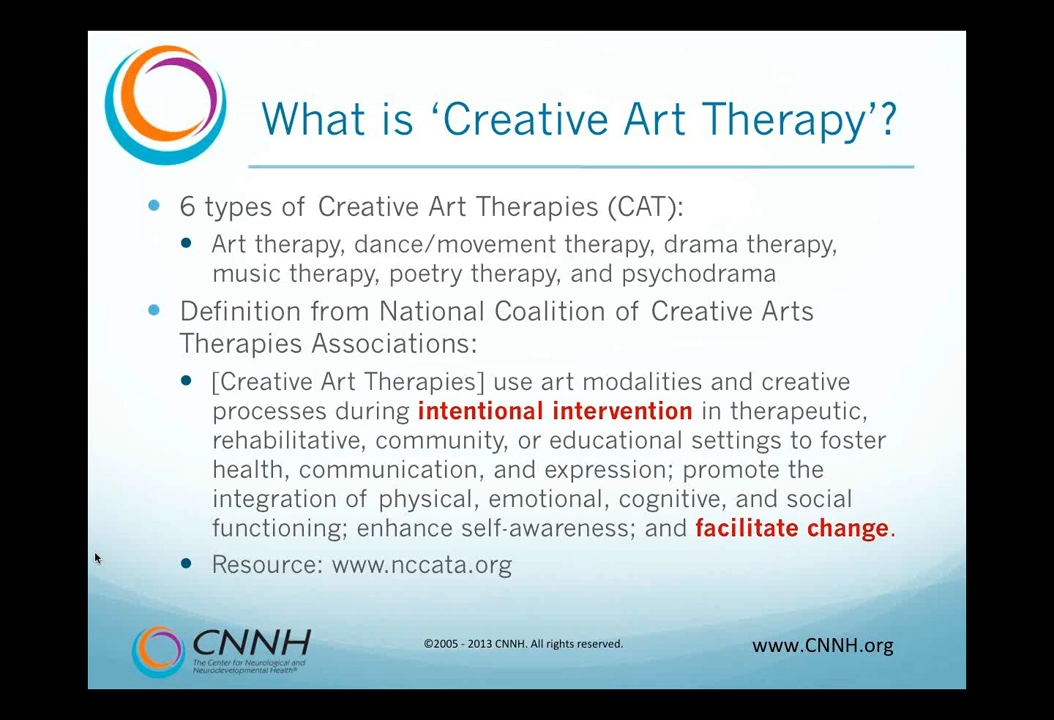 What is ‘Creative Art Therapy’?
• 6 types of Creative Art Therapies (CAT):
• Art therapy, dance/movement therapy, drama therapy,
music therapy, poetry therapy, and psychodrama
• Definition from National Coalition of Creative Arts
Therapies Associations:
• [Creative Art Therapies] use art modalities and creative
processes during intentional intervention in therapeutic,
rehabilitative, community, or educational settings to foster
health, communication, and expression; promote the
integration of physical, emotional, cognitive, and social
functioning; enhance self-awareness; and facilitate change.
• Resource: www.nccata.org
CNNH
The Center for Neurological and
Neurodevelopmental Health®
©2005 - 2013 CNNH. All rights reserved.
www.CNNH.org